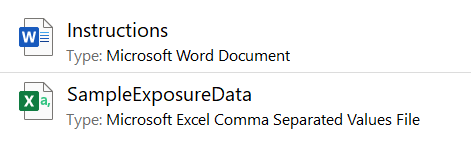 Instructions
Type: Microsoft Word Document
SampleExposureData
Type: Microsoft Excel Comma Separated Values File